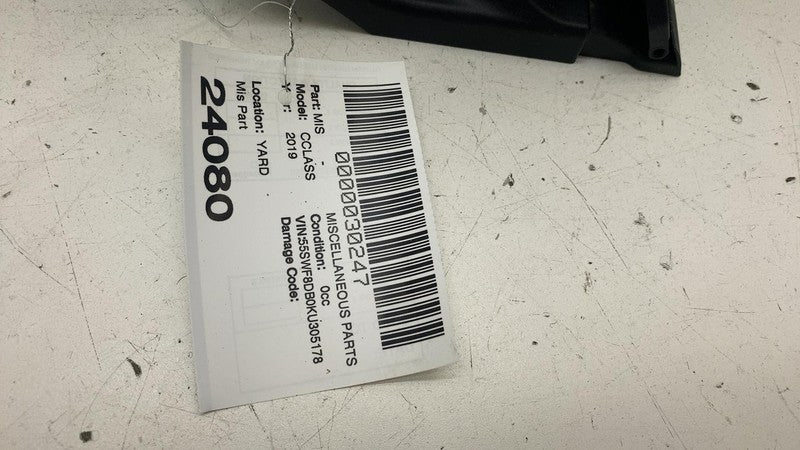 0000030247
Part: MIS - MISCELLANEOUS PARTS
Model: CCLASS Condition: 0cc
Year: 2019 VIN:55SWF8DB0KU305178
Damage Code:
Location: YARD
Mis Part
24080